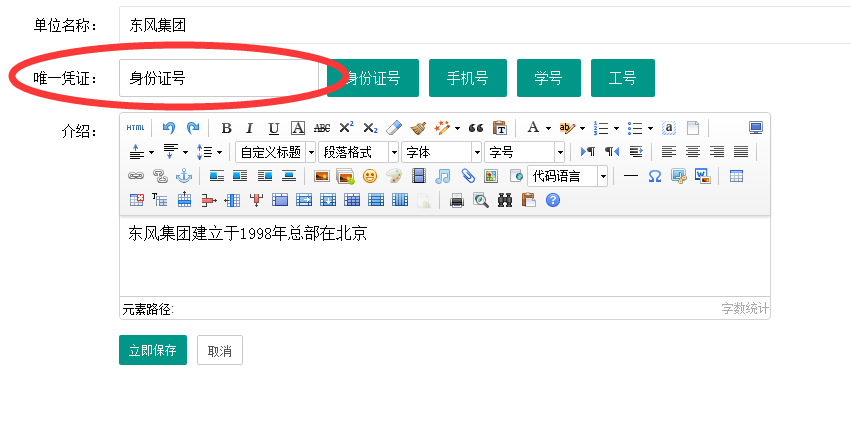 单位名称： 东风集团
唯一凭证： 身份证号 身份证号 手机号 学号 工号
介绍：
HTML B I U A ABC X² X₂ A ab a
自定义标题 段落格式 字体 字号
代码语言
东风集团建立于1998年总部在北京
元素路径: 字数统计
立即保存 取消